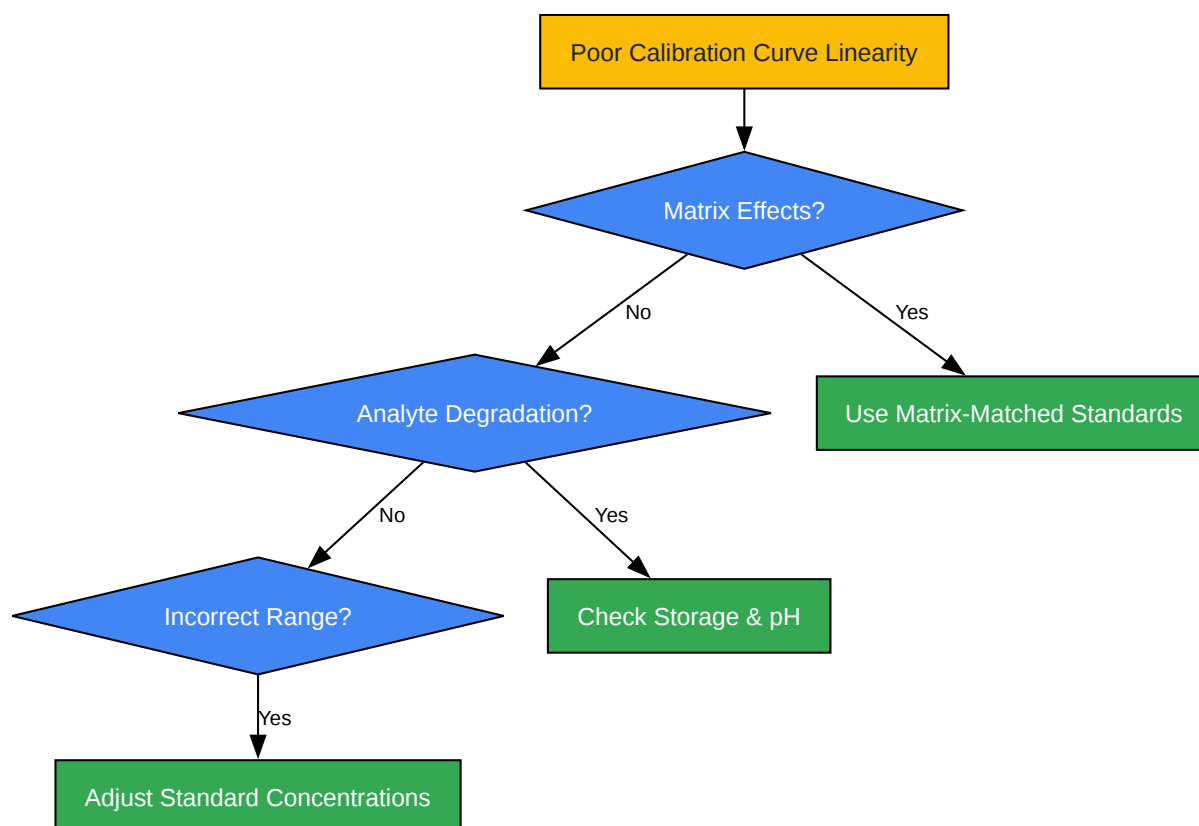 Poor Calibration Curve Linearity
Matrix Effects?
No
Yes
Analyte Degradation?
Use Matrix-Matched Standards
No
Yes
Incorrect Range?
Check Storage & pH
Yes
Adjust Standard Concentrations